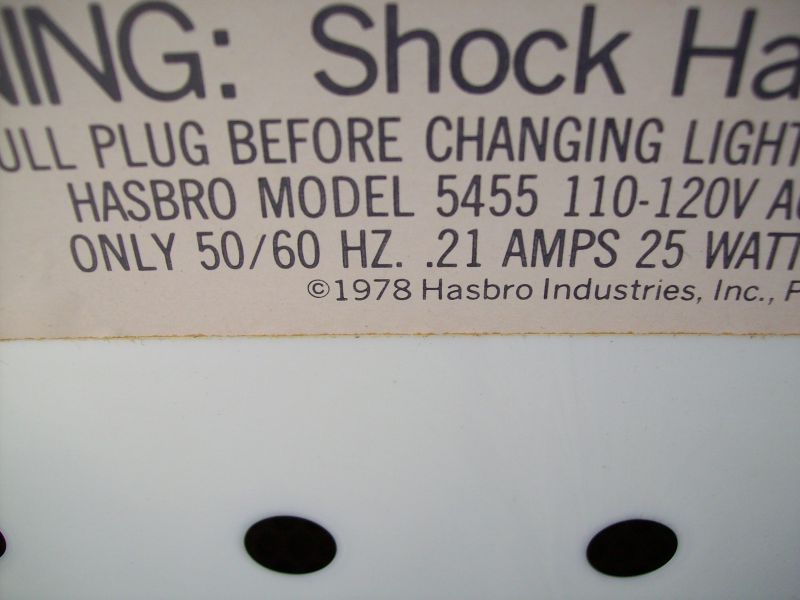 NING: Shock Ha
ULL PLUG BEFORE CHANGING LIGHT
HASBRO MODEL 5455 110-120V A
ONLY 50/60 HZ. .21 AMPS 25 WATT
©1978 Hasbro Industries, Inc., P